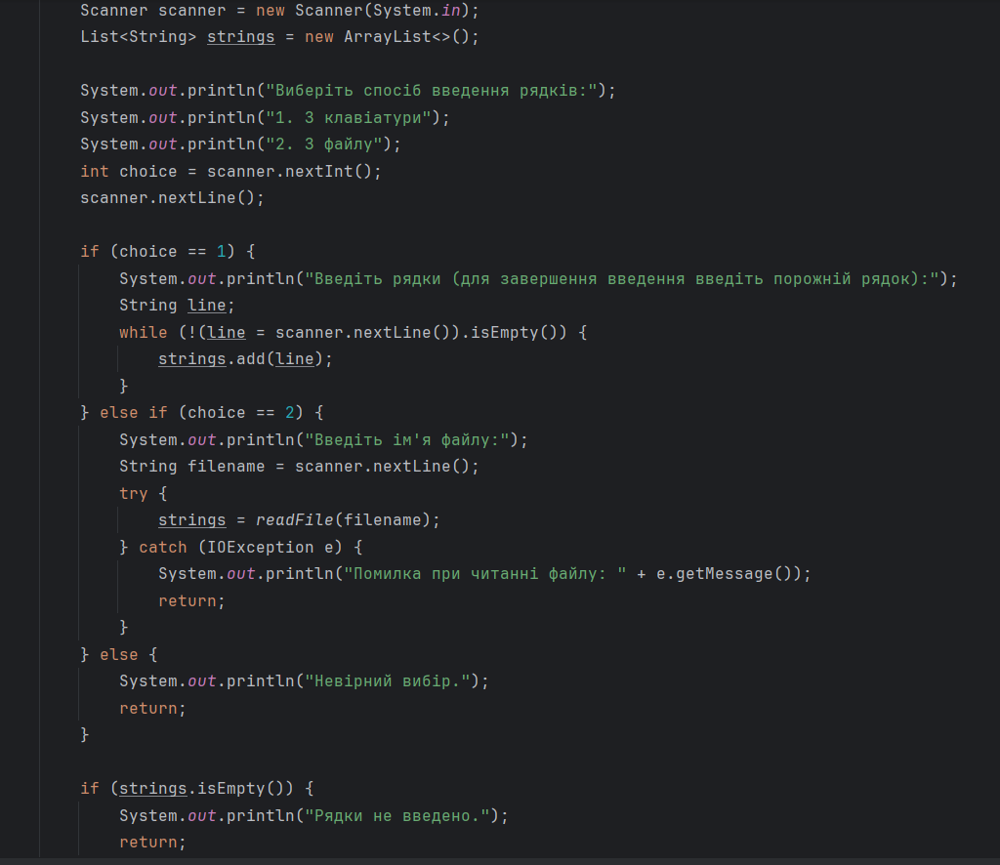 Scanner scanner = new Scanner(System.in);
List<String> strings = new ArrayList<>();
System.out.println("Виберіть спосіб введення рядків:");
System.out.println("1. З клавіатури");
System.out.println("2. З файлу");
int choice = scanner.nextInt();
scanner.nextLine();
if (choice == 1) {
System.out.println("Введіть рядки (для завершення введення введіть порожній рядок):");
String line;
while (!(line = scanner.nextLine()).isEmpty()) {
strings.add(line);
}
} else if (choice == 2) {
System.out.println("Введіть ім'я файлу:");
String filename = scanner.nextLine();
try {
strings = readFile(filename);
} catch (IOException e) {
System.out.println("Помилка при читанні файлу: " + e.getMessage());
return;
}
} else {
System.out.println("Невірний вибір.");
return;
}
if (strings.isEmpty()) {
System.out.println("Рядки не введено.");
return;